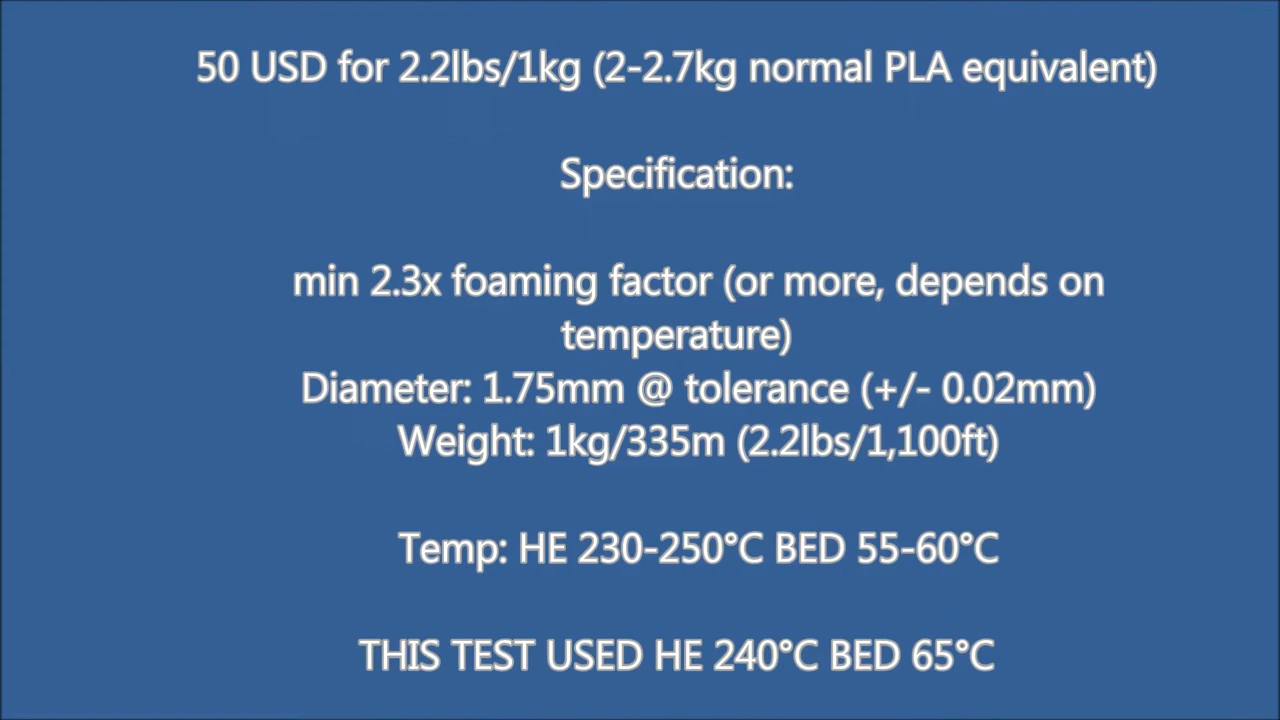 50 USD for 2.2lbs/1kg (2-2.7kg normal PLA equivalent)
Specification:
min 2.3x foaming factor (or more, depends on
temperature)
Diameter: 1.75mm @ tolerance (+/- 0.02mm)
Weight: 1kg/335m (2.2lbs/1,100ft)
Temp: HE 230-250°C BED 55-60°C
THIS TEST USED HE 240°C BED 65°C